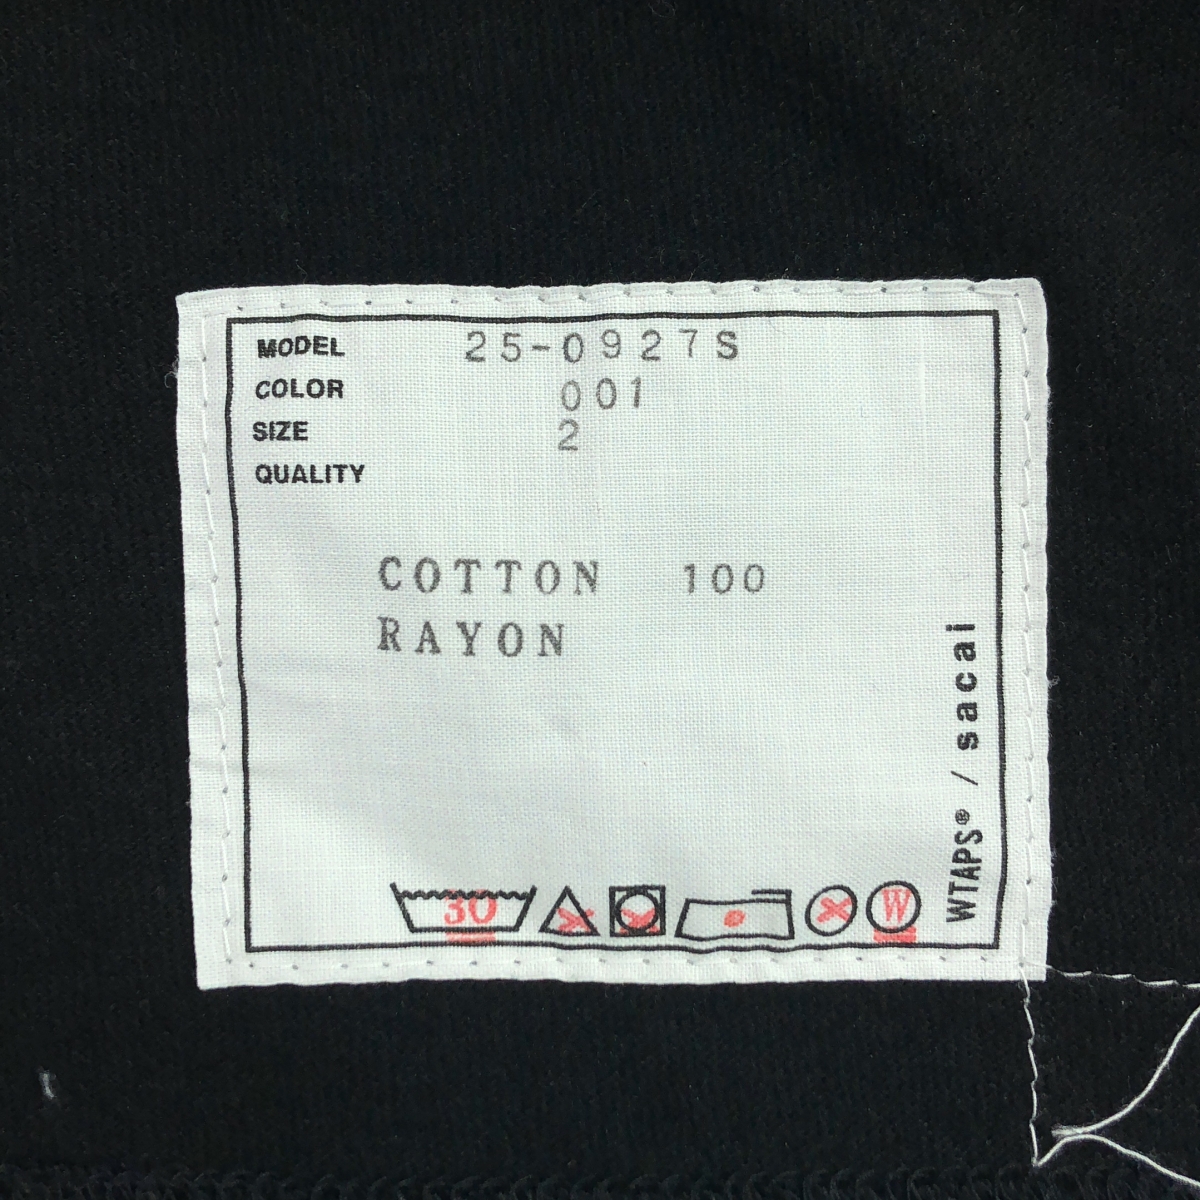 MODEL 25-0927S
COLOR 001
SIZE 2
QUALITY
COTTON 100
RAYON
30
W
WTAPS® / sacai